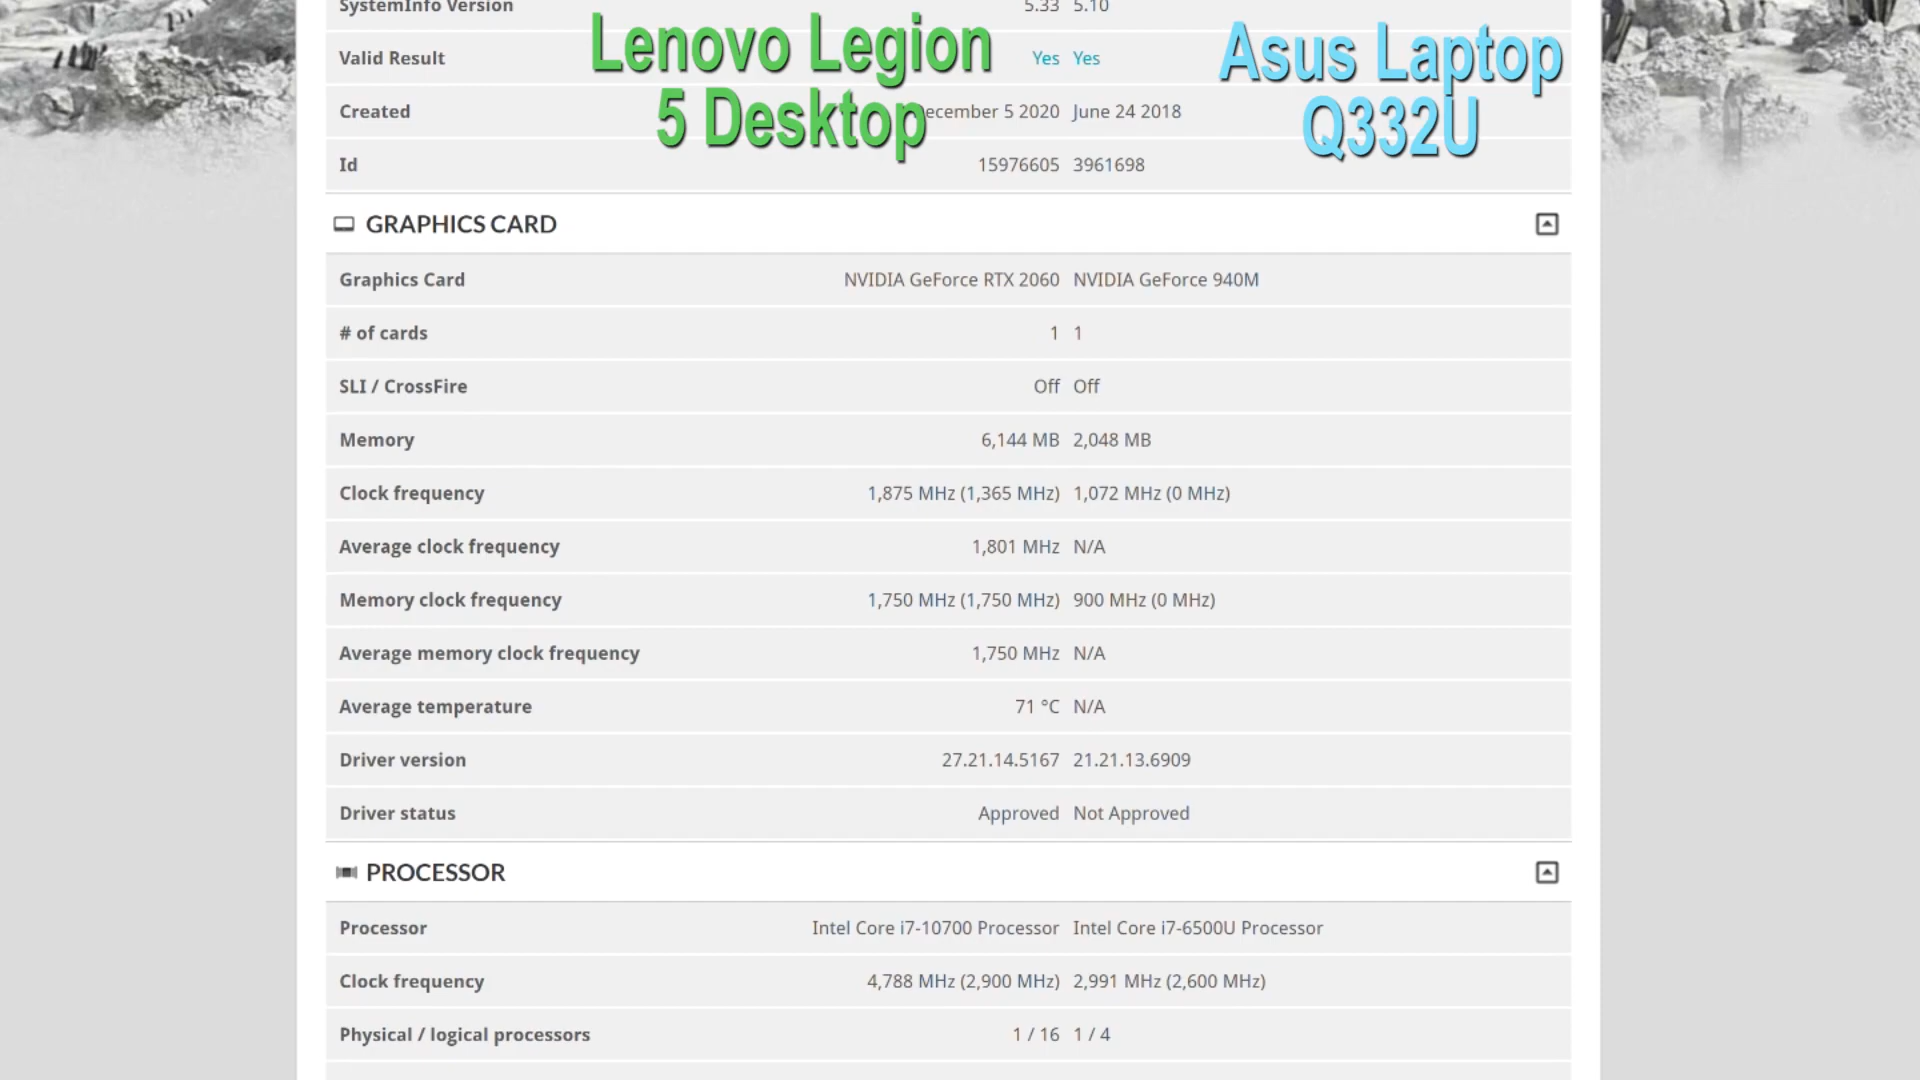 SystemInfo Version 5.33 5.10
Lenovo Legion
5 Desktop
Asus Laptop
Q332U
Valid Result Yes Yes
Created ecember 5 2020 June 24 2018
Id 15976605 3961698
GRAPHICS CARD
Graphics Card NVIDIA GeForce RTX 2060 NVIDIA GeForce 940M
# of cards 1 1
SLI / CrossFire Off Off
Memory 6,144 MB 2,048 MB
Clock frequency 1,875 MHz (1,365 MHz) 1,072 MHz (0 MHz)
Average clock frequency 1,801 MHz N/A
Memory clock frequency 1,750 MHz (1,750 MHz) 900 MHz (0 MHz)
Average memory clock frequency 1,750 MHz N/A
Average temperature 71 °C N/A
Driver version 27.21.14.5167 21.21.13.6909
Driver status Approved Not Approved
PROCESSOR
Processor Intel Core i7-10700 Processor Intel Core i7-6500U Processor
Clock frequency 4,788 MHz (2,900 MHz) 2,991 MHz (2,600 MHz)
Physical / logical processors 1 / 16 1 / 4